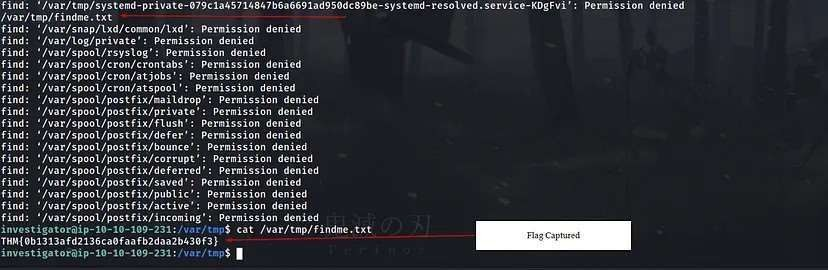 find: ‘/var/tmp/systemd-private-079c1a45714847b6a6691ad950dc89be-systemd-resolved.service-KDgFvi’: Permission denied
/var/tmp/findme.txt
find: ‘/var/snap/lxd/common/lxd’: Permission denied
find: ‘/var/log/private’: Permission denied
find: ‘/var/spool/rsyslog’: Permission denied
find: ‘/var/spool/cron/crontabs’: Permission denied
find: ‘/var/spool/cron/atjobs’: Permission denied
find: ‘/var/spool/cron/atspool’: Permission denied
find: ‘/var/spool/postfix/maildrop’: Permission denied
find: ‘/var/spool/postfix/private’: Permission denied
find: ‘/var/spool/postfix/flush’: Permission denied
find: ‘/var/spool/postfix/defer’: Permission denied
find: ‘/var/spool/postfix/bounce’: Permission denied
find: ‘/var/spool/postfix/corrupt’: Permission denied
find: ‘/var/spool/postfix/deferred’: Permission denied
find: ‘/var/spool/postfix/saved’: Permission denied
find: ‘/var/spool/postfix/public’: Permission denied
find: ‘/var/spool/postfix/active’: Permission denied
find: ‘/var/spool/postfix/incoming’: Permission denied
investigator@ip-10-10-109-231:/var/tmp$ cat /var/tmp/findme.txt
THM{0b1313afd2136ca0faafb2daa2b430f3}
investigator@ip-10-10-109-231:/var/tmp$
Flag Captured